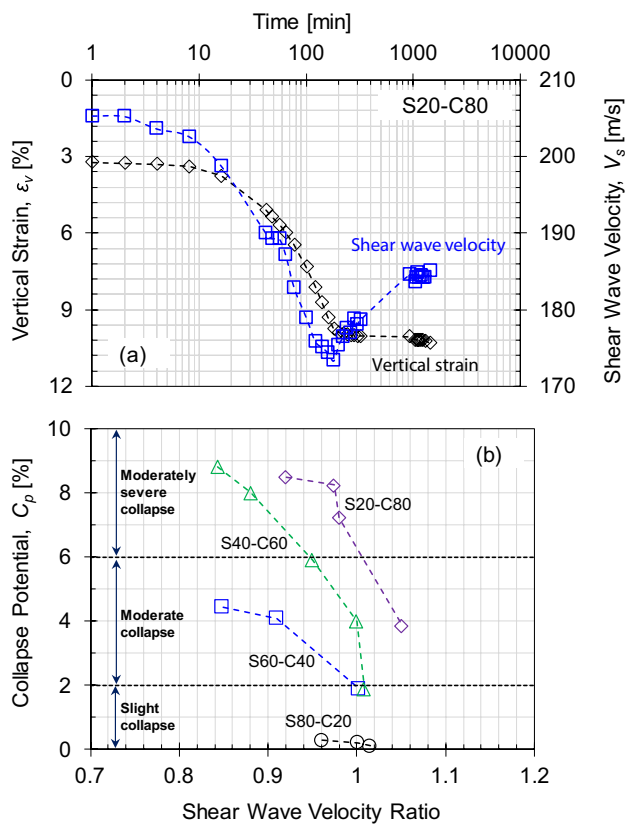 Time [min]
1 10 100 1000 10000
0 210
S20-C80
3 200
Vertical Strain, εv [%]
Shear Wave Velocity, Vs [m/s]
6 190
Shear wave velocity
9 180
(a)
Vertical strain
12 170
10
(b)
Moderately
severe
collapse
8
S20-C80
S40-C60
6
Collapse Potential, Cp [%]
Moderate
collapse
4
S60-C40
2
Slight
collapse
S80-C20
0
0.7 0.8 0.9 1 1.1 1.2
Shear Wave Velocity Ratio